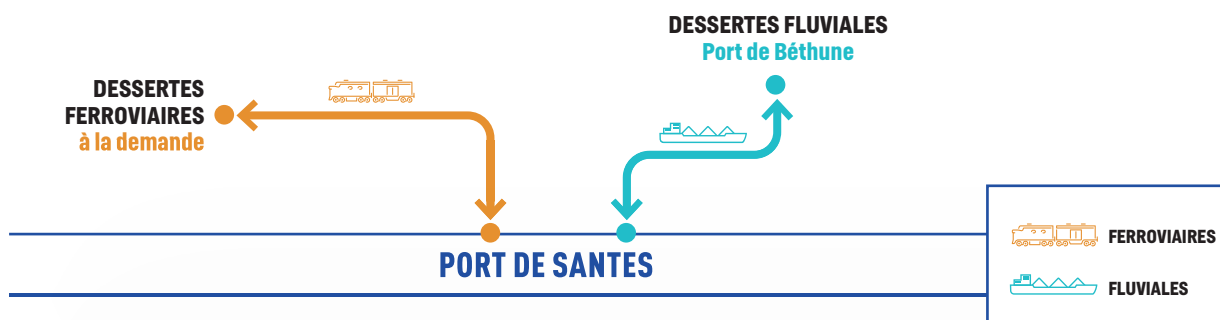 DESSERTES FLUVIALES
Port de Béthune
DESSERTES
FERROVIAIRES
à la demande
PORT DE SANTES
FERROVIAIRES
FLUVIALES